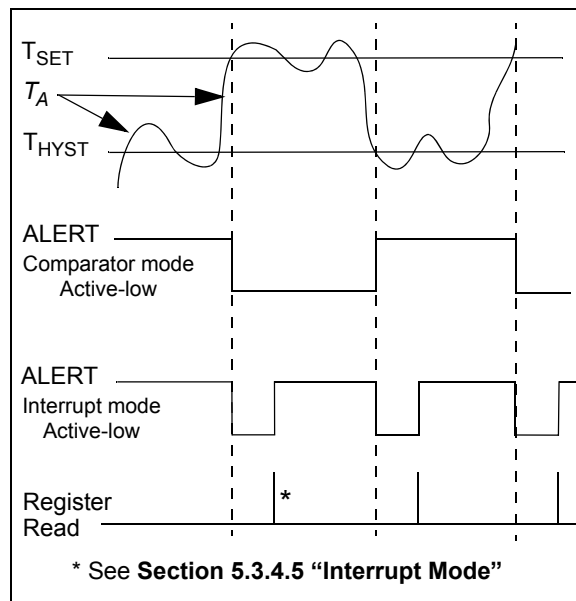 TSET
TA
THYST
ALERT
Comparator mode
Active-low
ALERT
Interrupt mode
Active-low
Register
Read
*
* See Section 5.3.4.5 “Interrupt Mode”